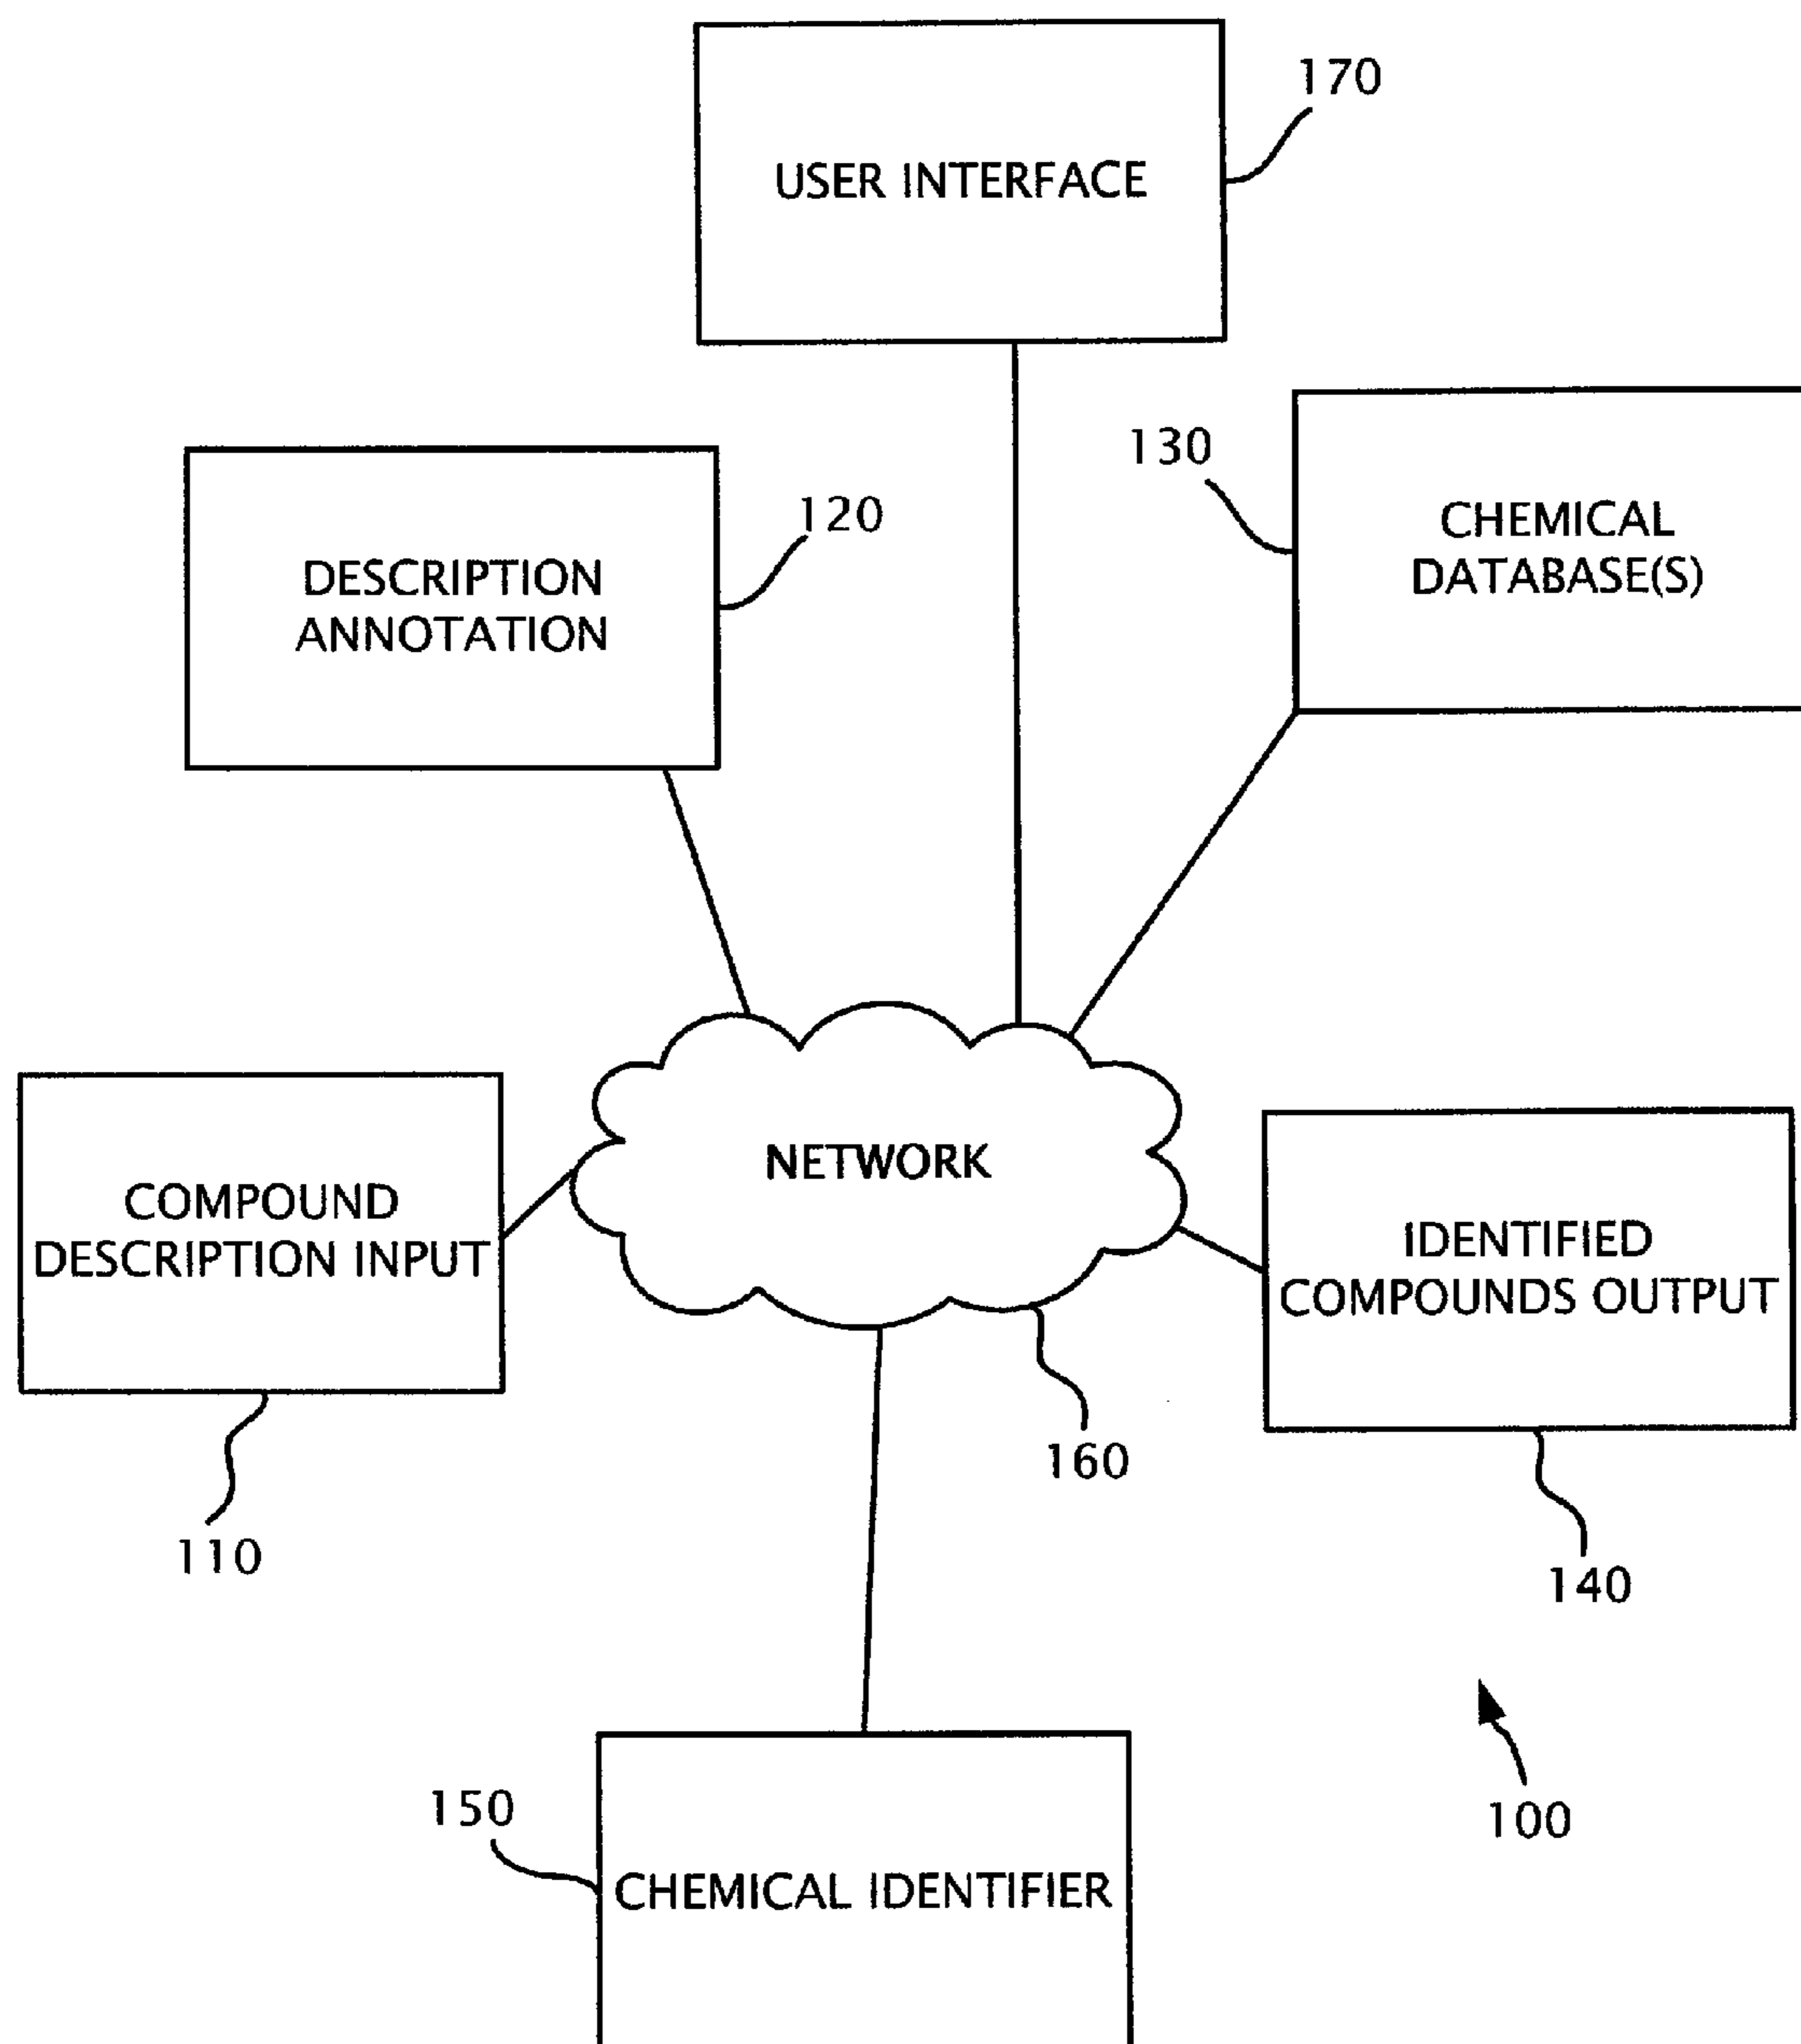 170
USER INTERFACE
130
CHEMICAL
DATABASE(S)
120
DESCRIPTION
ANNOTATION
NETWORK
COMPOUND
DESCRIPTION INPUT
IDENTIFIED
COMPOUNDS OUTPUT
160
110
140
150
100
CHEMICAL IDENTIFIER